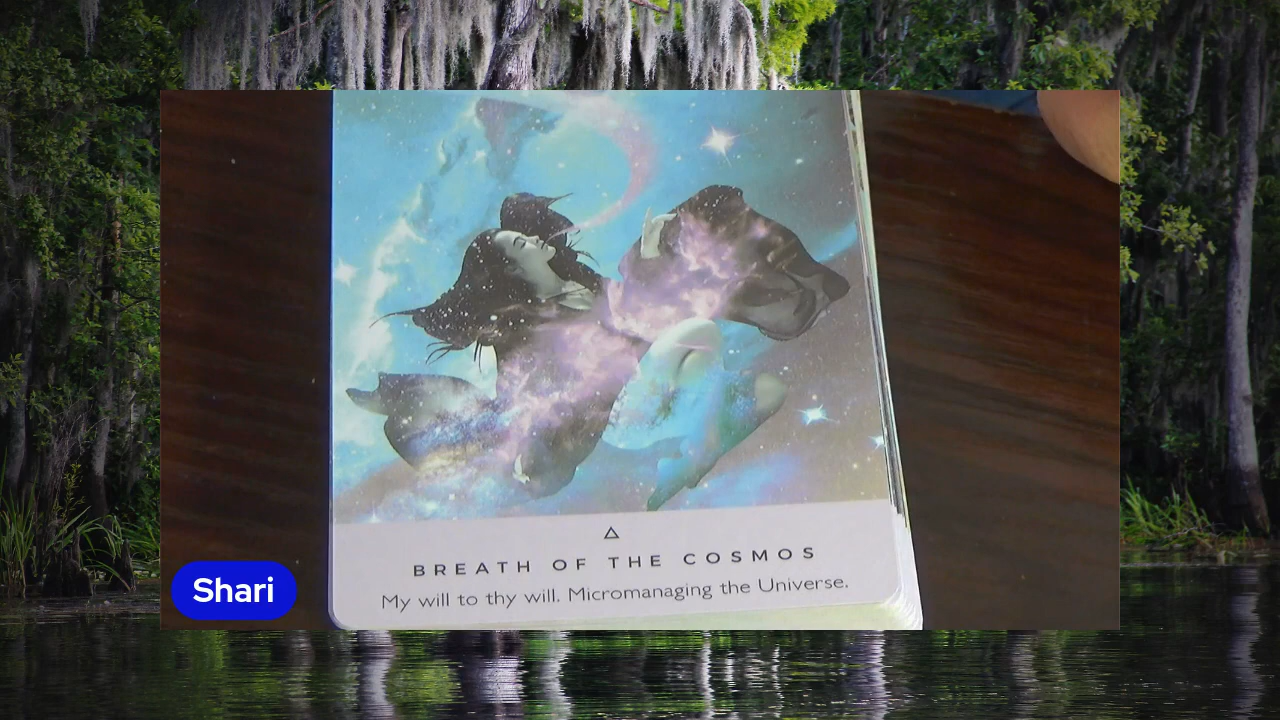 BREATH OF THE COSMOS
My will to thy will. Micromanaging the Universe.
Shari